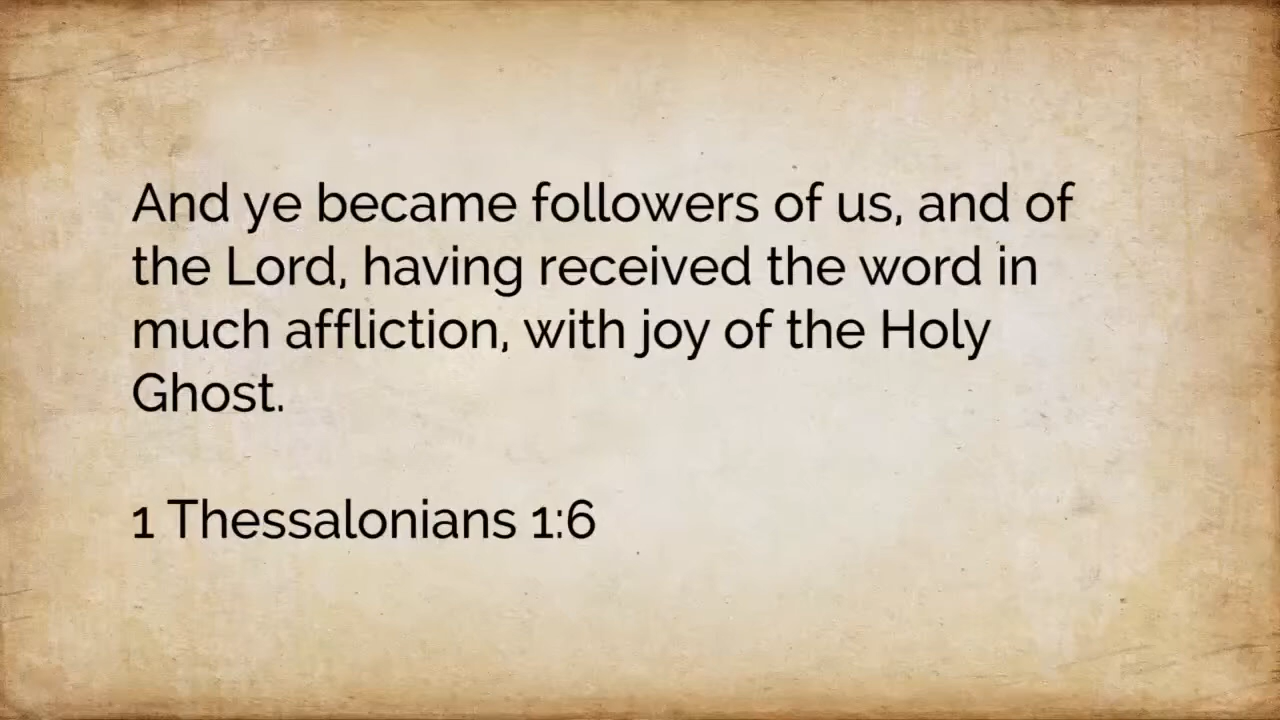 And ye became followers of us, and of
the Lord, having received the word in
much affliction, with joy of the Holy
Ghost.
1 Thessalonians 1:6